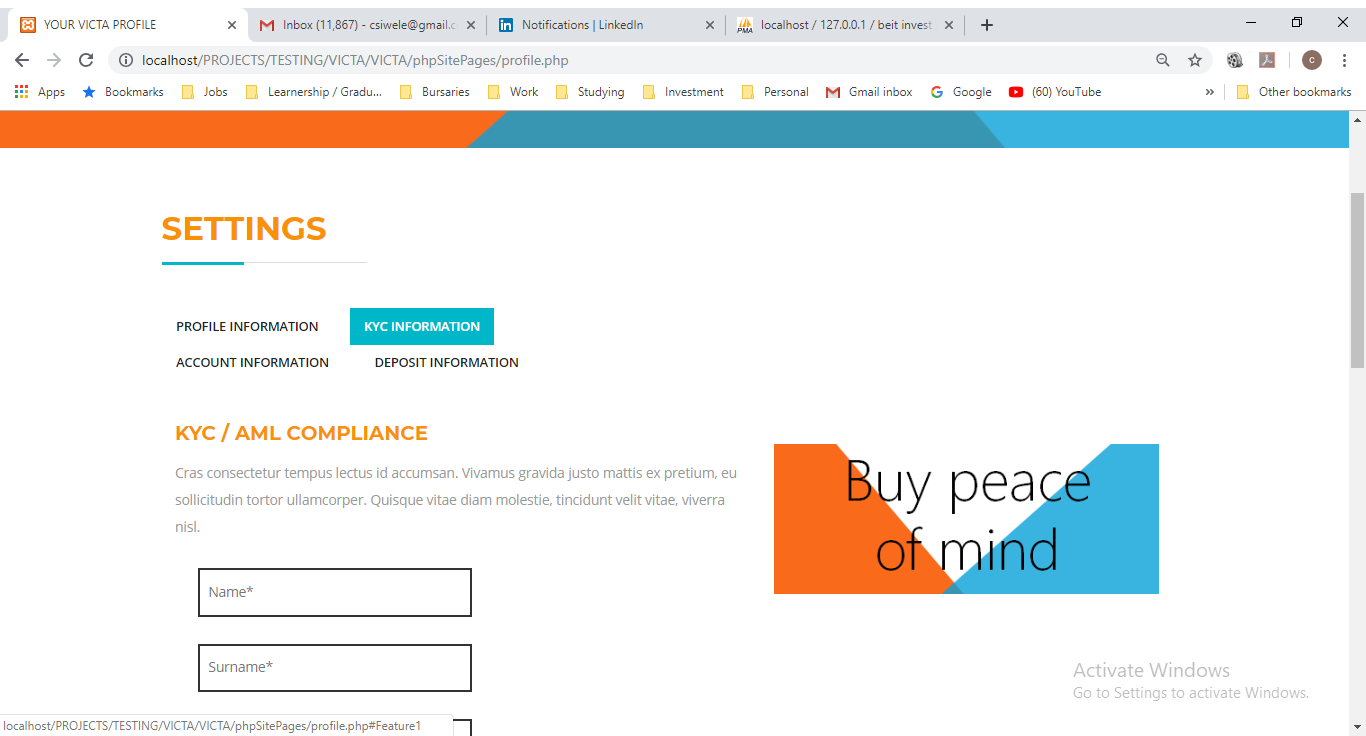 YOUR VICTA PROFILE
Inbox (11,867) - csiwele@gmail.c
Notifications | LinkedIn
localhost / 127.0.0.1 / beit invest
localhost/PROJECTS/TESTING/VICTA/VICTA/phpSitePages/profile.php
c
Apps
Bookmarks
Jobs
Learnership / Gradu...
Bursaries
Work
Studying
Investment
Personal
Gmail inbox
Google
(60) YouTube
»
Other bookmarks
SETTINGS
PROFILE INFORMATION
KYC INFORMATION
ACCOUNT INFORMATION
DEPOSIT INFORMATION
KYC / AML COMPLIANCE
Cras consectetur tempus lectus id accumsan. Vivamus gravida justo mattis ex pretium, eu
sollicitudin tortor ullamcorper. Quisque vitae diam molestie, tincidunt velit vitae, viverra
nisl.
Buy peace
of mind
Name*
Surname*
Activate Windows
Go to Settings to activate Windows.
localhost/PROJECTS/TESTING/VICTA/VICTA/phpSitePages/profile.php#Feature1